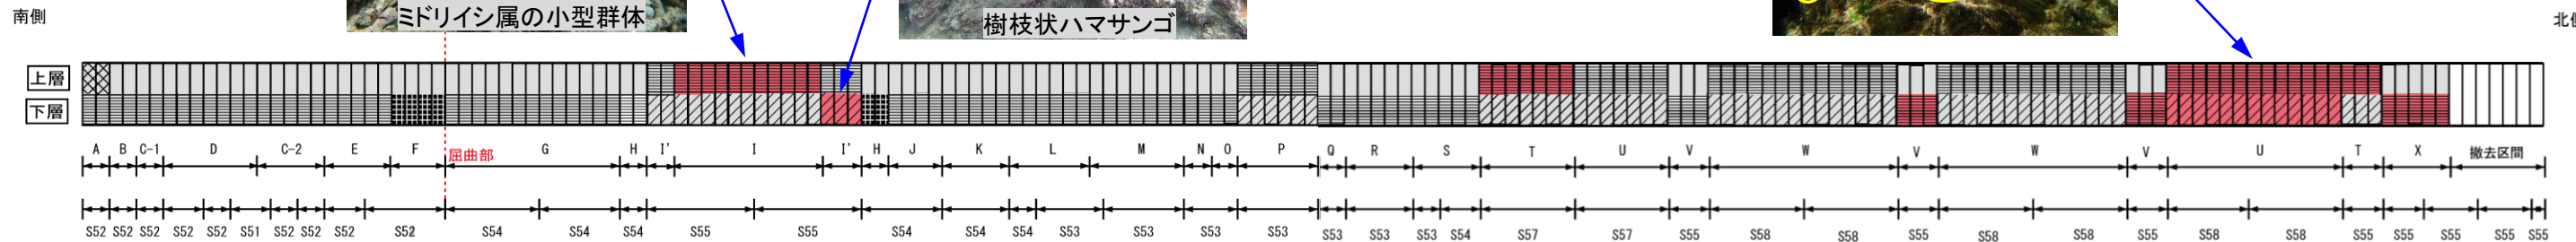 南側
ミドリイシ属の小型群体
樹枝状ハマサンゴ
北側
上層
下層
A B C-1 D C-2 E F 屈曲部 G H I' I I' H J K L M N O P Q R S T U V W V W V U T X 撤去区間
S52 S52 S52 S52 S52 S51 S52 S52 S52 S52 S54 S54 S54 S55 S55 S54 S54 S54 S53 S53 S53 S53 S53 S53 S53 S54 S57 S57 S55 S58 S58 S55 S58 S58 S55 S58 S58 S55 S55 S55 S55 S55